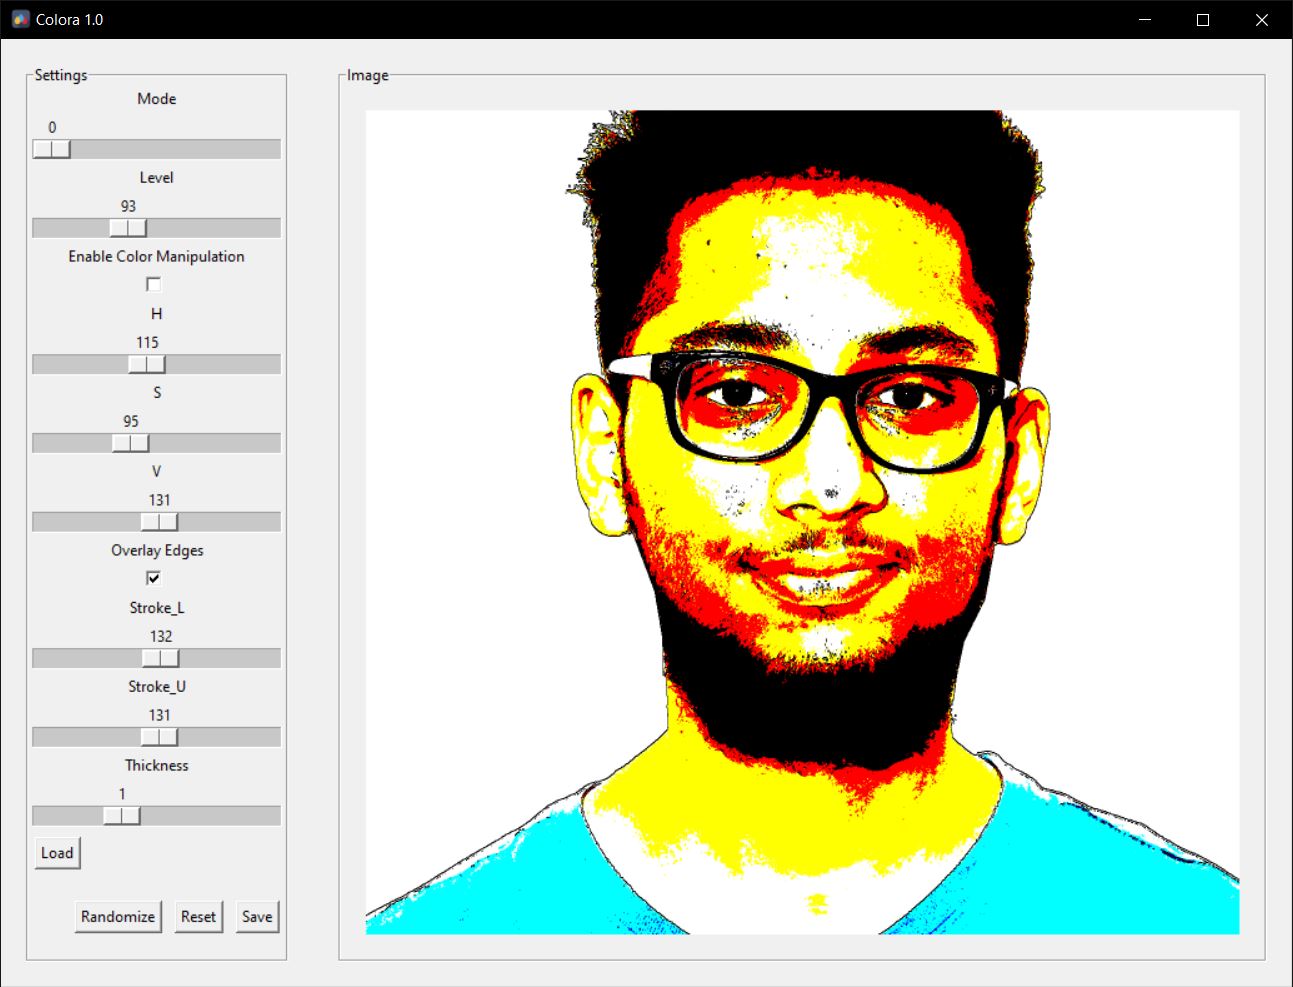 Colora 1.0
Settings
Mode
0
Level
93
Enable Color Manipulation
H
115
S
95
V
131
Overlay Edges
Stroke_L
132
Stroke_U
131
Thickness
1
Load
Randomize Reset Save
Image